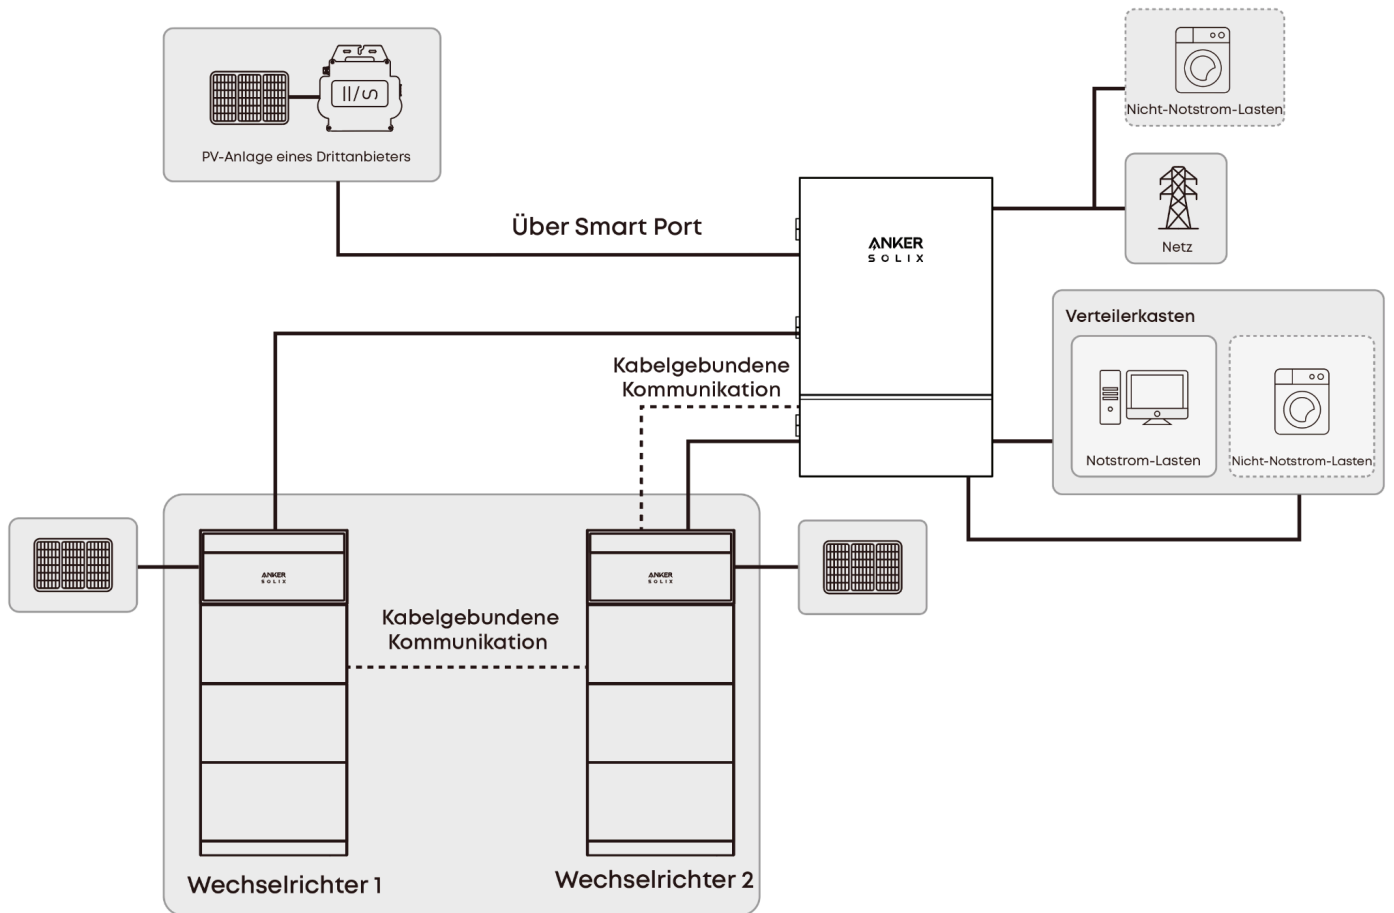 Nicht-Notstrom-Lasten
PV-Anlage eines Drittanbieters
Über Smart Port
ANKER
SOLIX
Netz
Verteilerkasten
Kabelgebundene
Kommunikation
Notstrom-Lasten
Nicht-Notstrom-Lasten
ANKER
SOLIX
ANKER
SOLIX
Kabelgebundene
Kommunikation
Wechselrichter 1
Wechselrichter 2